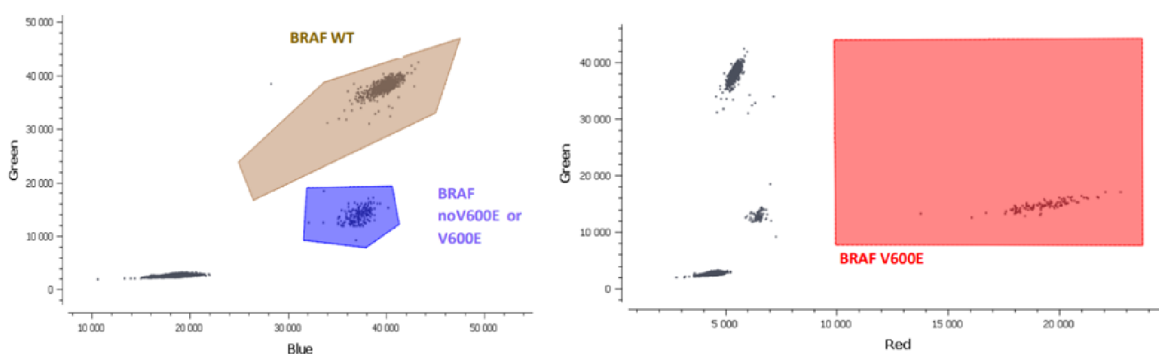 BRAF WT
50 000
40 000
30 000
20 000
10 000
0
Green
BRAF
noV600E or
V600E
10 000 20 000 30 000 40 000 50 000
Blue
40 000
30 000
20 000
10 000
0
Green
BRAF V600E
5 000 10 000 15 000 20 000
Red